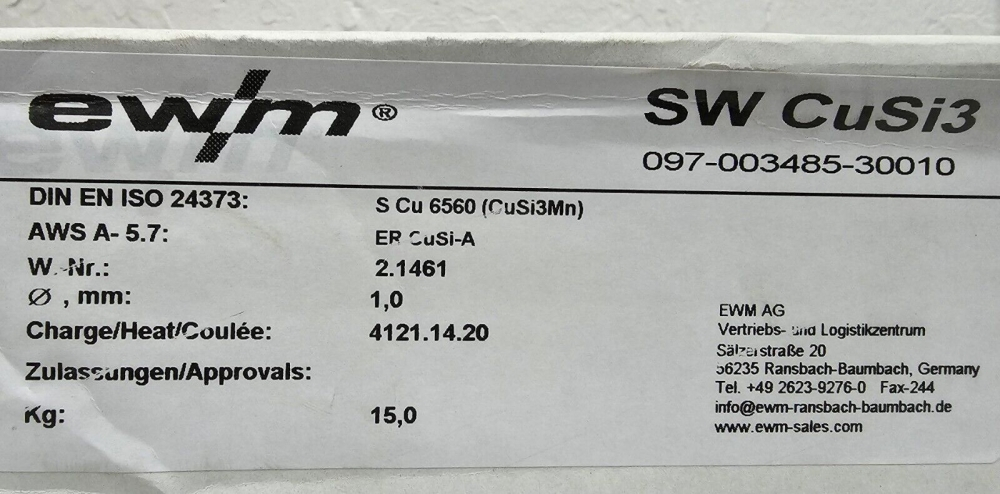 ewm®
SW CuSi3
097-003485-30010
DIN EN ISO 24373: S Cu 6560 (CuSi3Mn)
AWS A- 5.7: ER CuSi-A
W.-Nr.: 2.1461
Ø , mm: 1,0
Charge/Heat/Coulée: 4121.14.20
Zulassungen/Approvals:
Kg: 15,0
EWM AG
Vertriebs- und Logistikzentrum
Sälzerstraße 20
56235 Ransbach-Baumbach, Germany
Tel. +49 2623-9276-0 Fax-244
info@ewm-ransbach-baumbach.de
www.ewm-sales.com